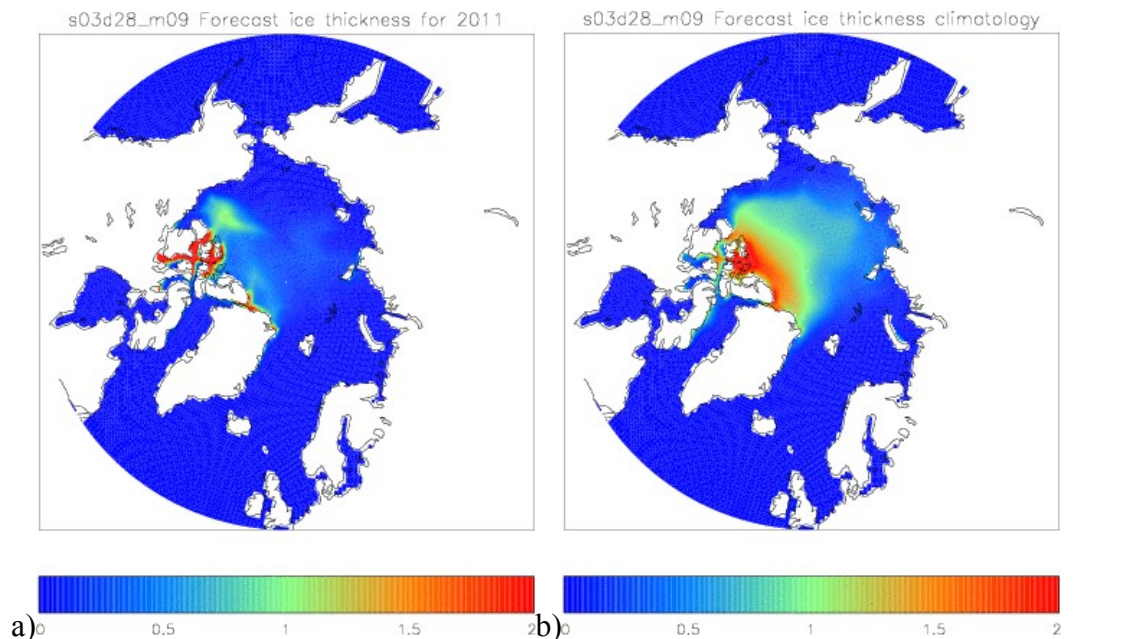 s03d28_m09 Forecast ice thickness for 2011
s03d28_m09 Forecast ice thickness climatology
a) 0 0.5 1 1.5 2
b) 0 0.5 1 1.5 2